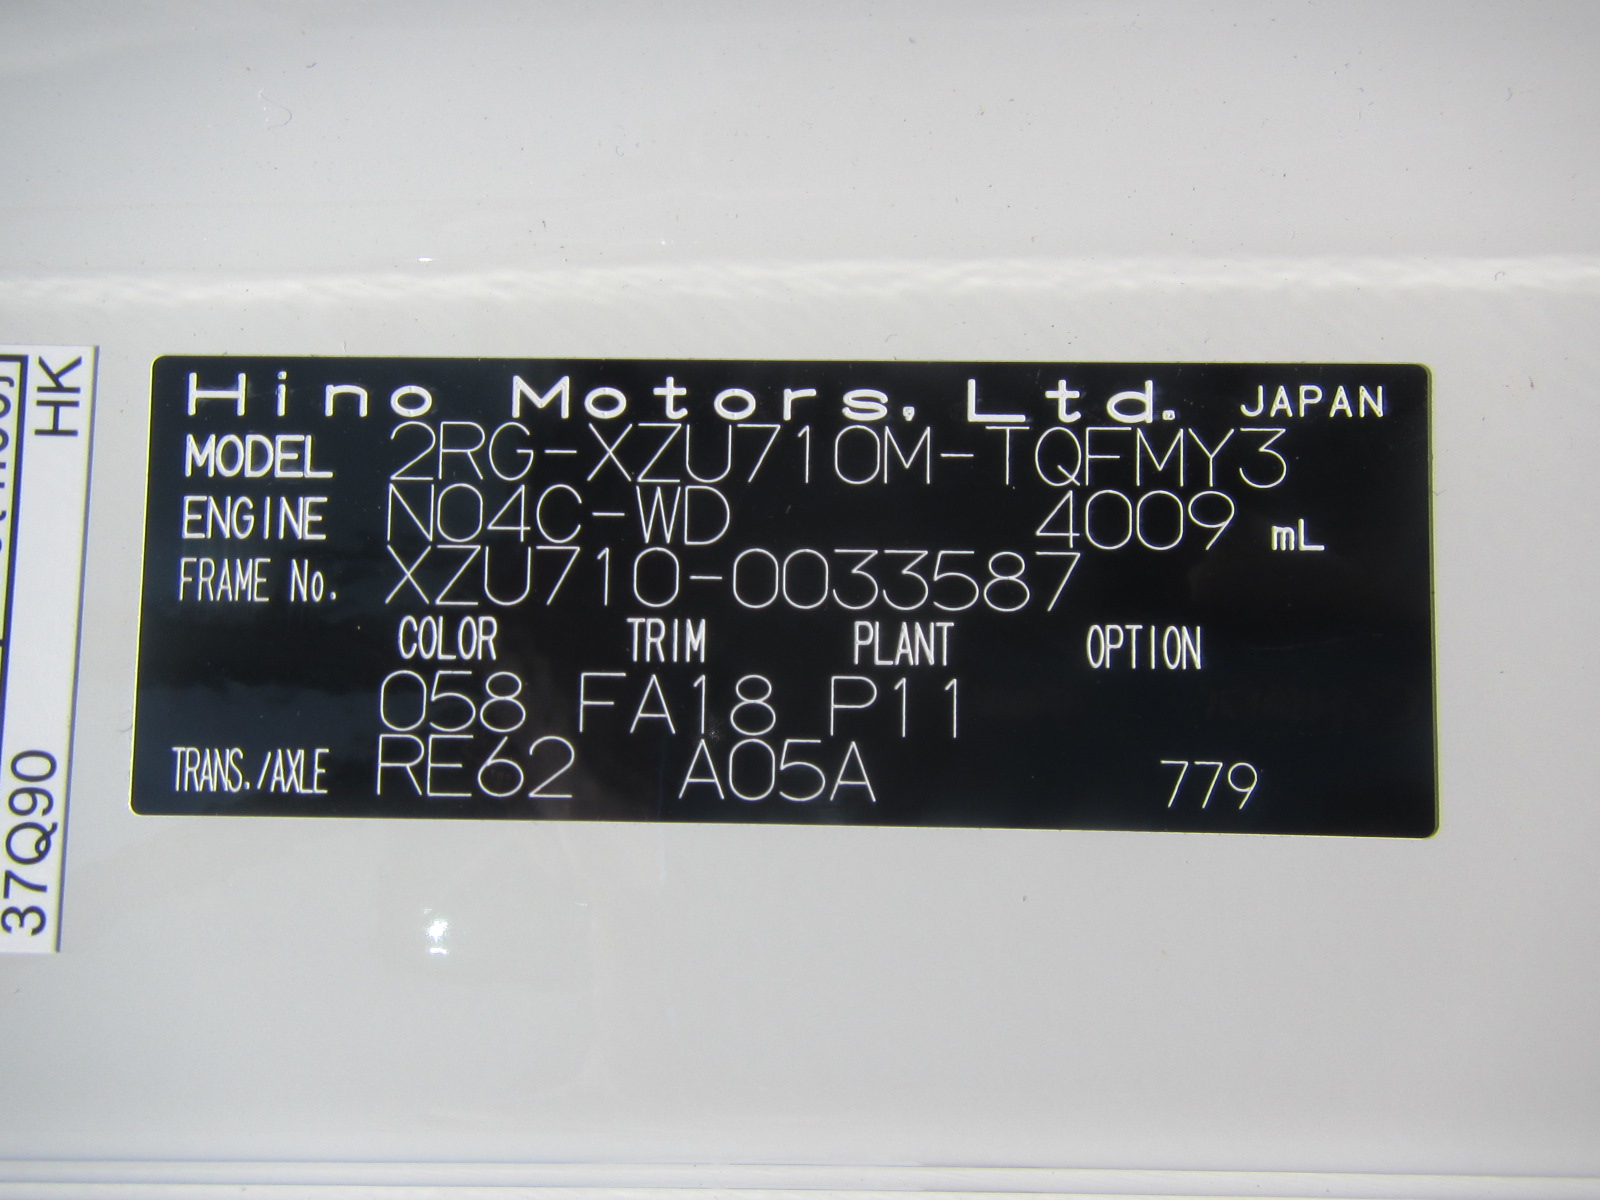 Hino Motors, Ltd. JAPAN
MODEL 2RG-XZU710M-TQFMY3
ENGINE N04C-WD 4009 mL
FRAME No. XZU710-0033587
COLOR TRIM PLANT OPTION
058 FA18 P11
TRANS./AXLE RE62 A05A 779
HK
37Q90